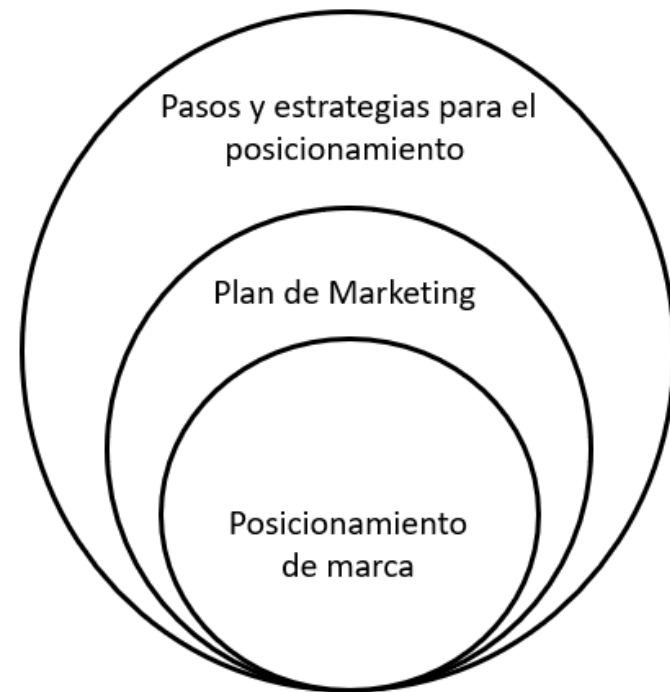 Pasos y estrategias para el
posicionamiento
Plan de Marketing
Posicionamiento
de marca